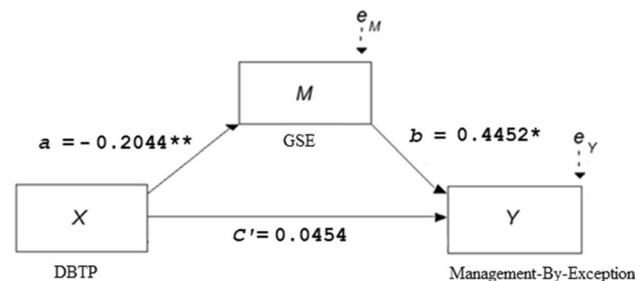 e_M
M
a = - 0.2044**
GSE
b = 0.4452*
e_Y
X
C'= 0.0454
Y
DBTP
Management-By-Exception